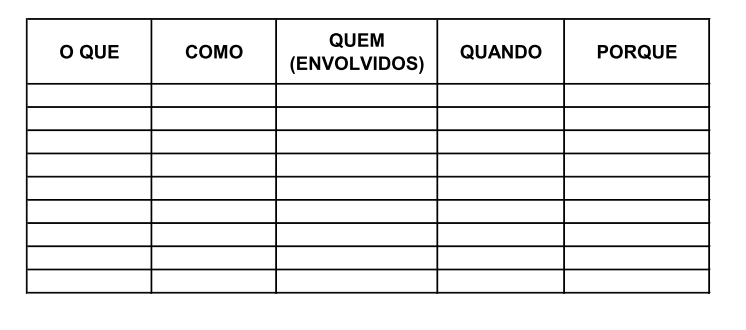 O QUE
COMO
QUEM
(ENVOLVIDOS)
QUANDO
PORQUE